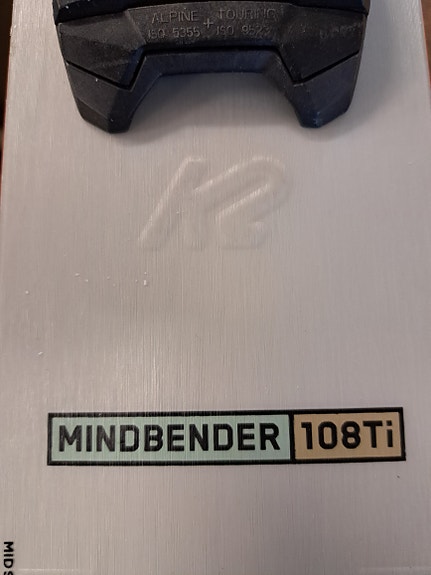 ALPINE + TOURING
ISO 5355 ISO 9523
K2
MINDBENDER 108Ti